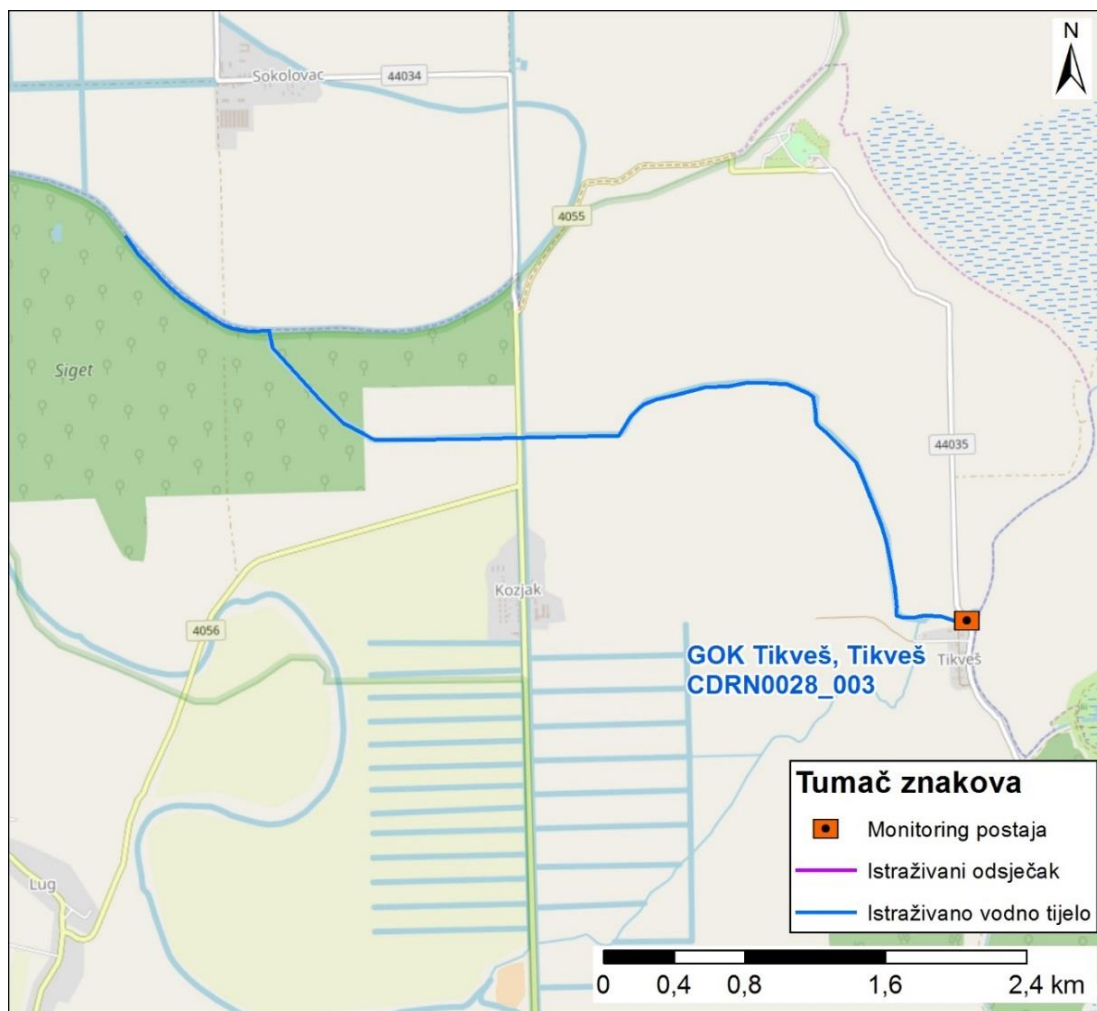 N
Sokolovac
44034
4055
Siget
44035
Kozjak
4056
GOK Tikveš, Tikveš
CDRN0028_003
Tikveš
Lug
Tumač znakova
Monitoring postaja
Istraživani odsječak
Istraživano vodno tijelo
0 0,4 0,8 1,6 2,4 km